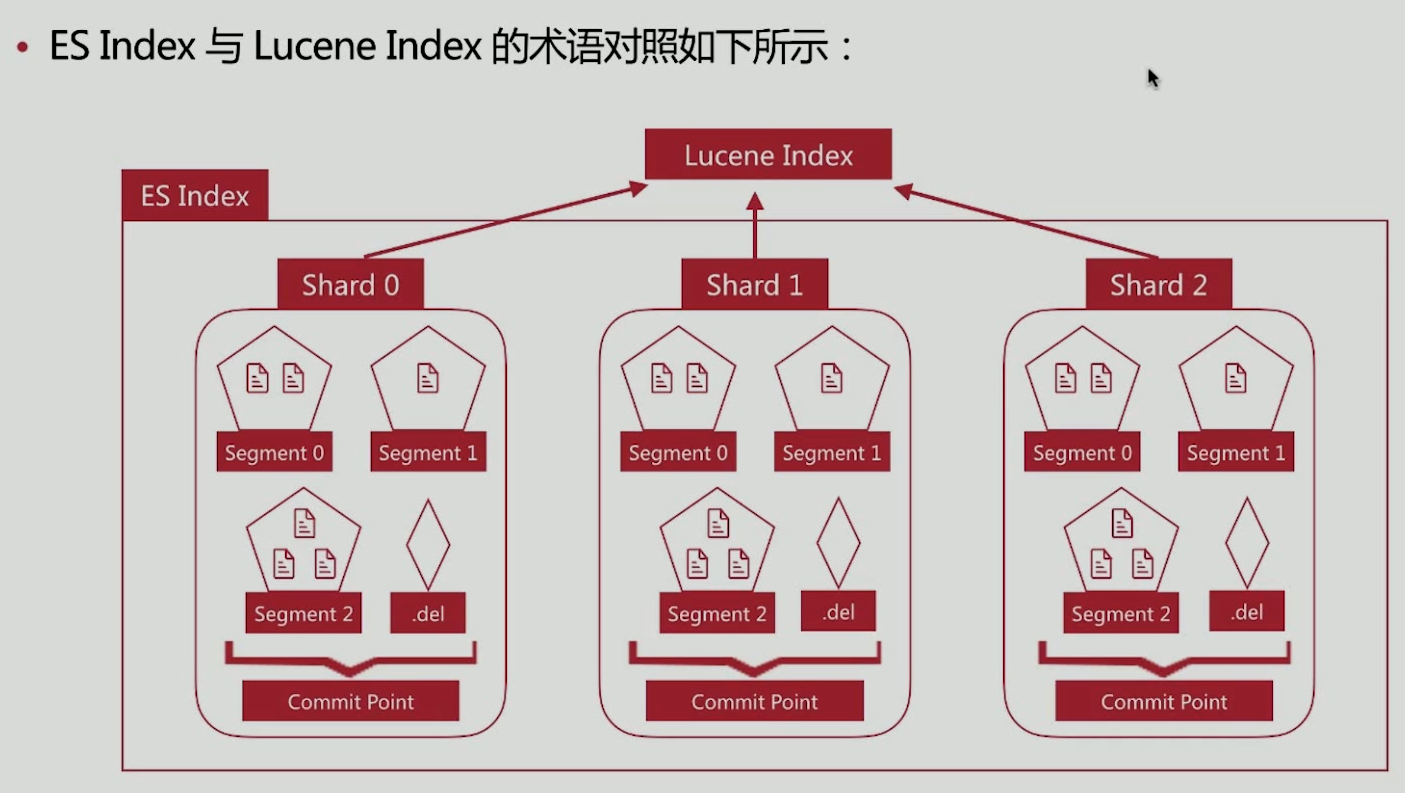 • ES Index 与 Lucene Index 的术语对照如下所示：
Lucene Index
ES Index
Shard 0
Shard 1
Shard 2
Segment 0
Segment 1
Segment 0
Segment 1
Segment 0
Segment 1
Segment 2
.del
Segment 2
.del
Segment 2
.del
Commit Point
Commit Point
Commit Point